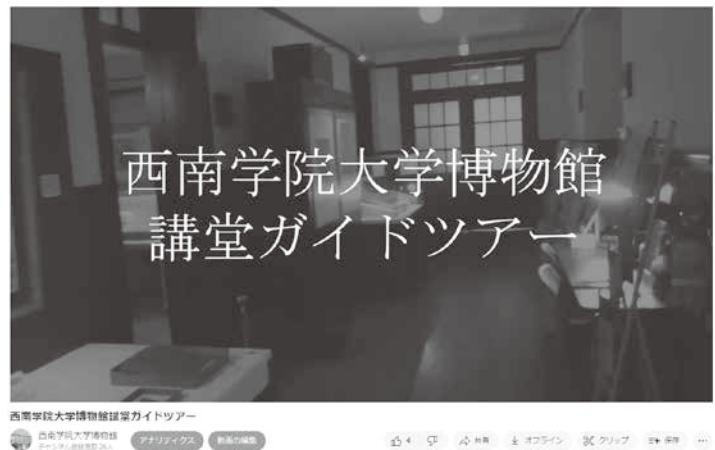 西南学院大学博物館
講堂ガイドツアー
西南学院大学博物館講堂ガイドツアー
西南学院大学博物館
アナリティクス
動画の編集
4
共有
オフライン
クリップ
保存